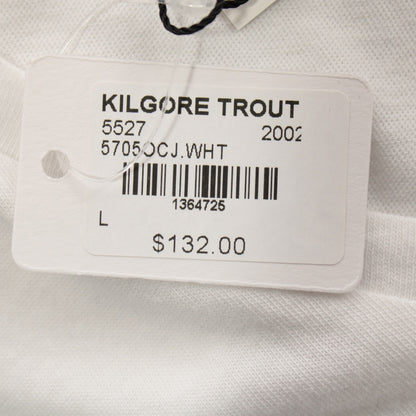 KILGORE TROUT
5527 2002
5705OCJ.WHT
1364725
L
$132.00